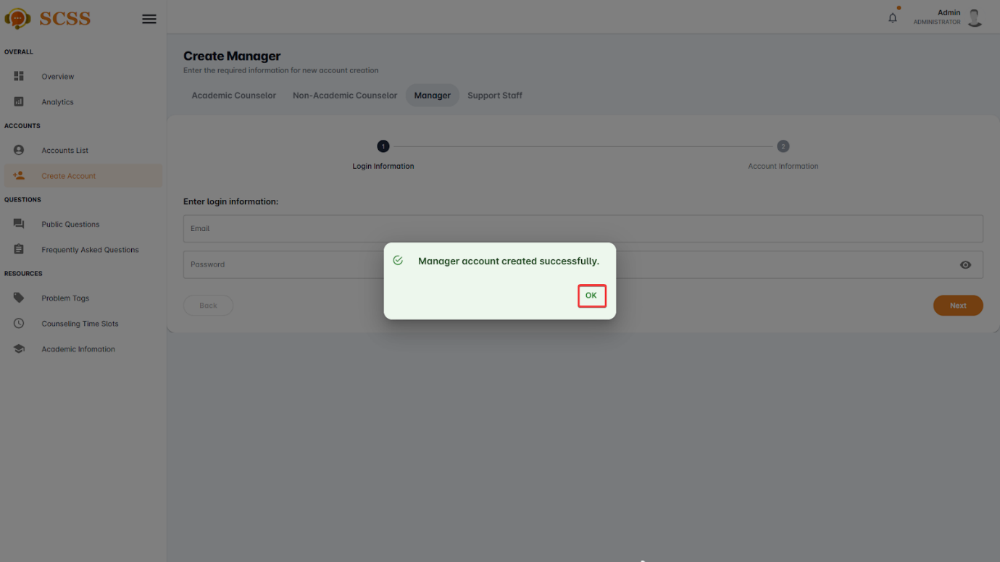 SCSS
Admin
ADMINISTRATOR
OVERALL
Overview
Analytics
ACCOUNTS
Accounts List
Create Account
QUESTIONS
Public Questions
Frequently Asked Questions
RESOURCES
Problem Tags
Counseling Time Slots
Academic Infomation
Create Manager
Enter the required information for new account creation
Academic Counselor Non-Academic Counselor Manager Support Staff
1 2
Login Information Account Information
Enter login information:
Email
Password
Back Next
Manager account created successfully.
OK